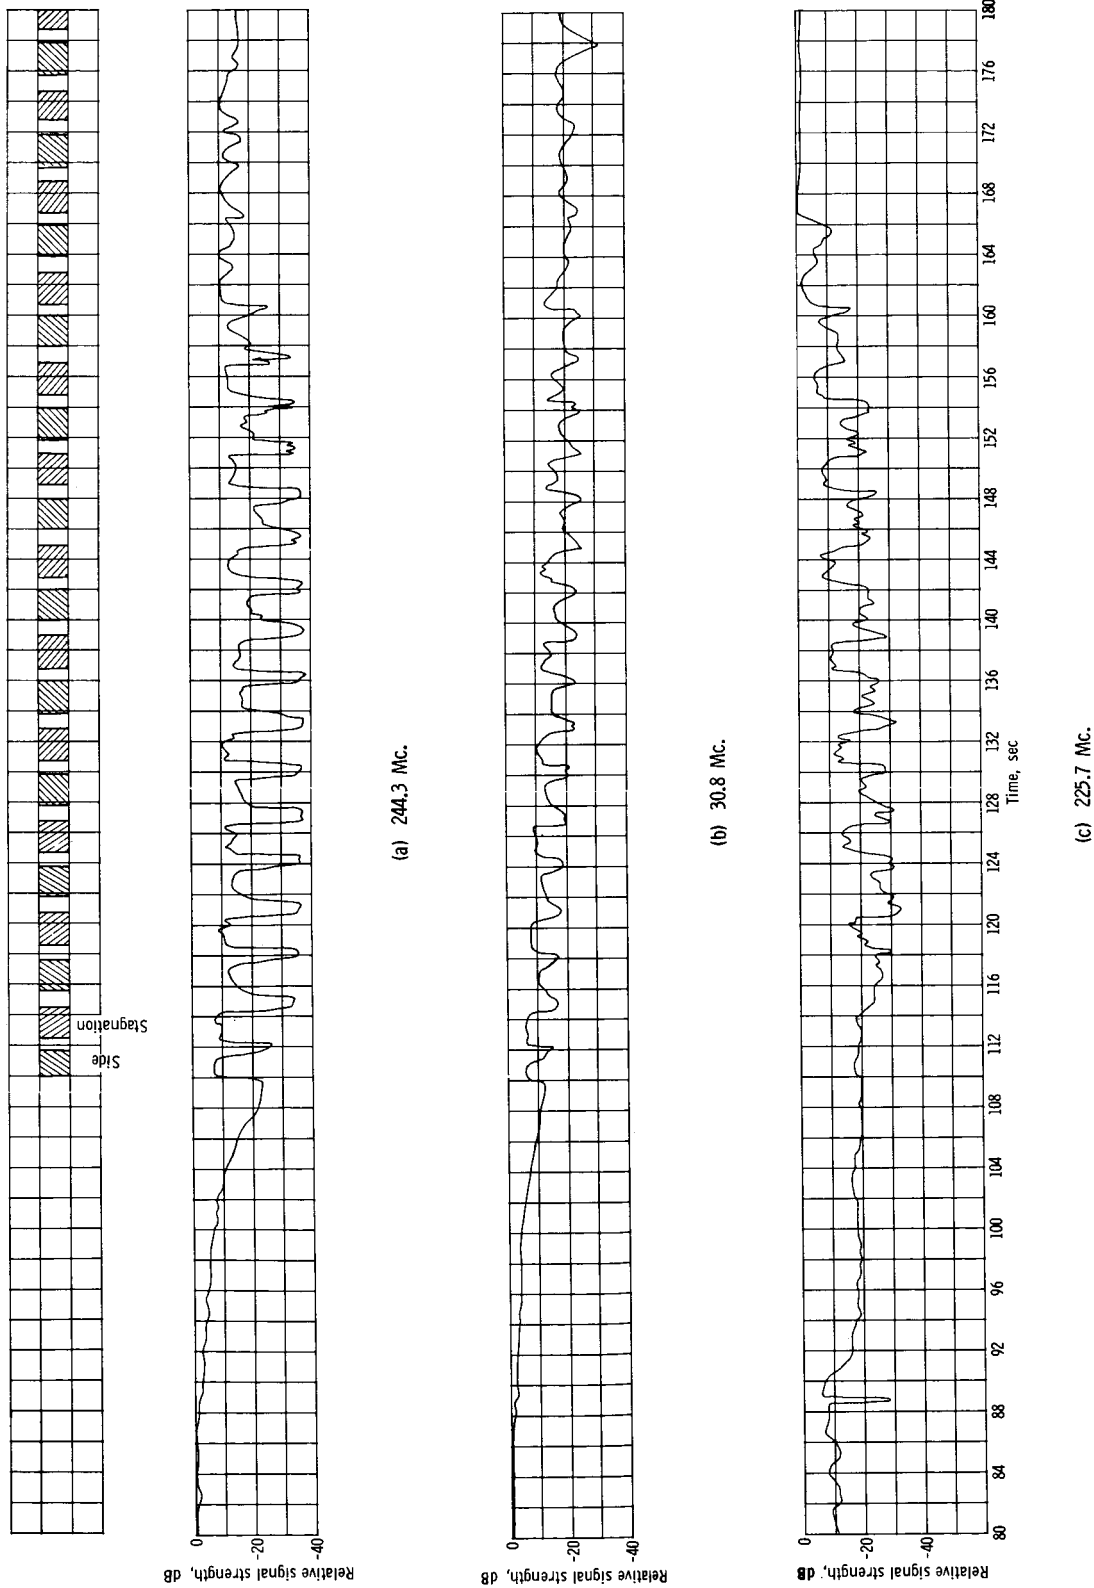 Side
Stagnation
Relative signal strength, dB
0
-20
-40
(a) 244.3 Mc.
Relative signal strength, dB
0
-20
-40
(b) 30.8 Mc.
Relative signal strength, dB
0
-20
-40
80 84 88 92 96 100 104 108 112 116 120 124 128 132 136 140 144 148 152 156 160 164 168 172 176 180
Time, sec
(c) 225.7 Mc.